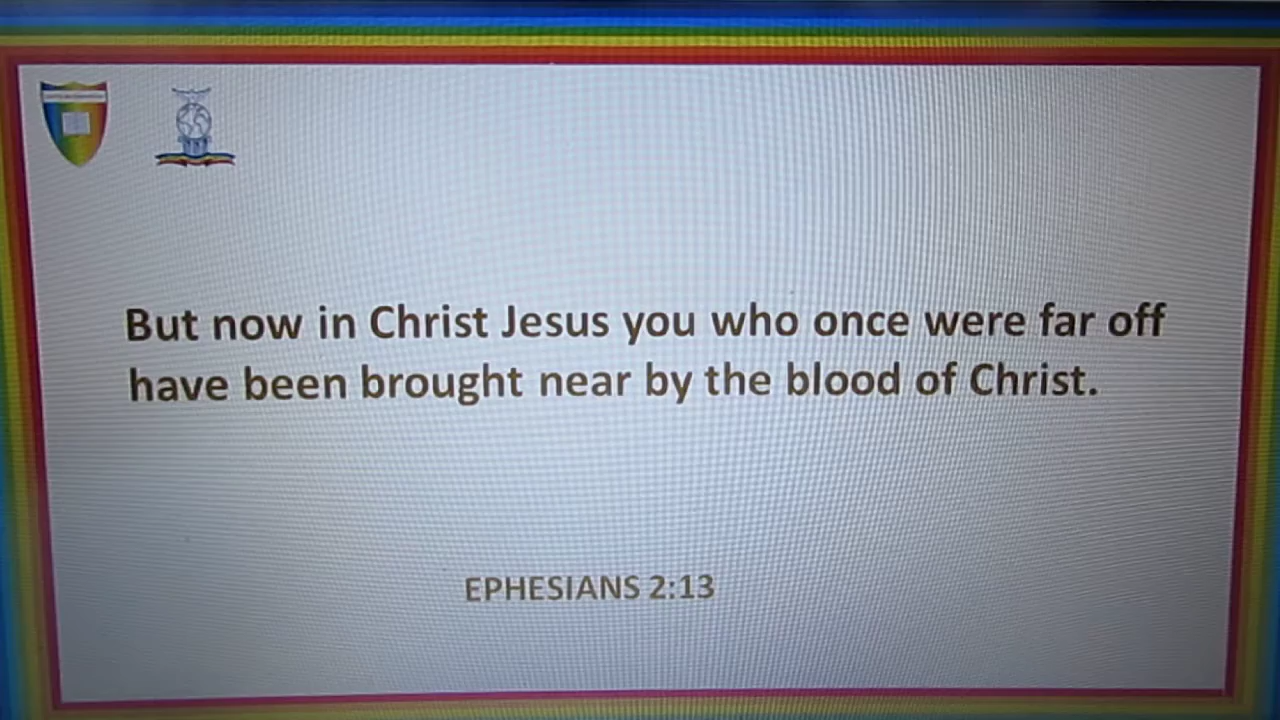 But now in Christ Jesus you who once were far off
have been brought near by the blood of Christ.
EPHESIANS 2:13